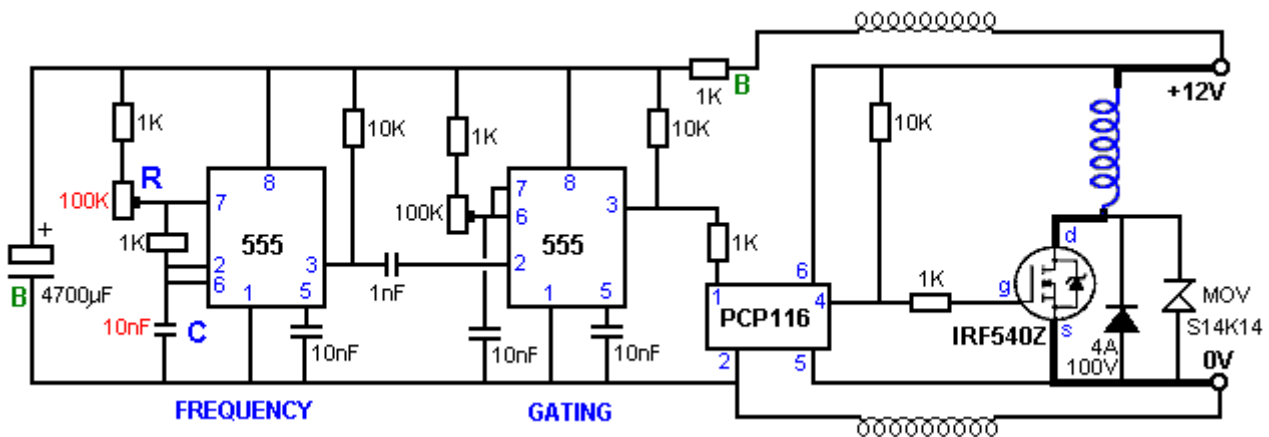 1K
B
+12V
1K
10K
1K
10K
10K
R
100K
8
7
1K
555
2
6
3
1
5
8
7
6
100K
555
3
2
1
5
1K
+
B
4700µF
10nF
C
10nF
1nF
10nF
10nF
1
6
PCP116
4
2
5
1K
d
g
s
IRF540Z
4A
100V
MOV
S14K14
0V
FREQUENCY
GATING